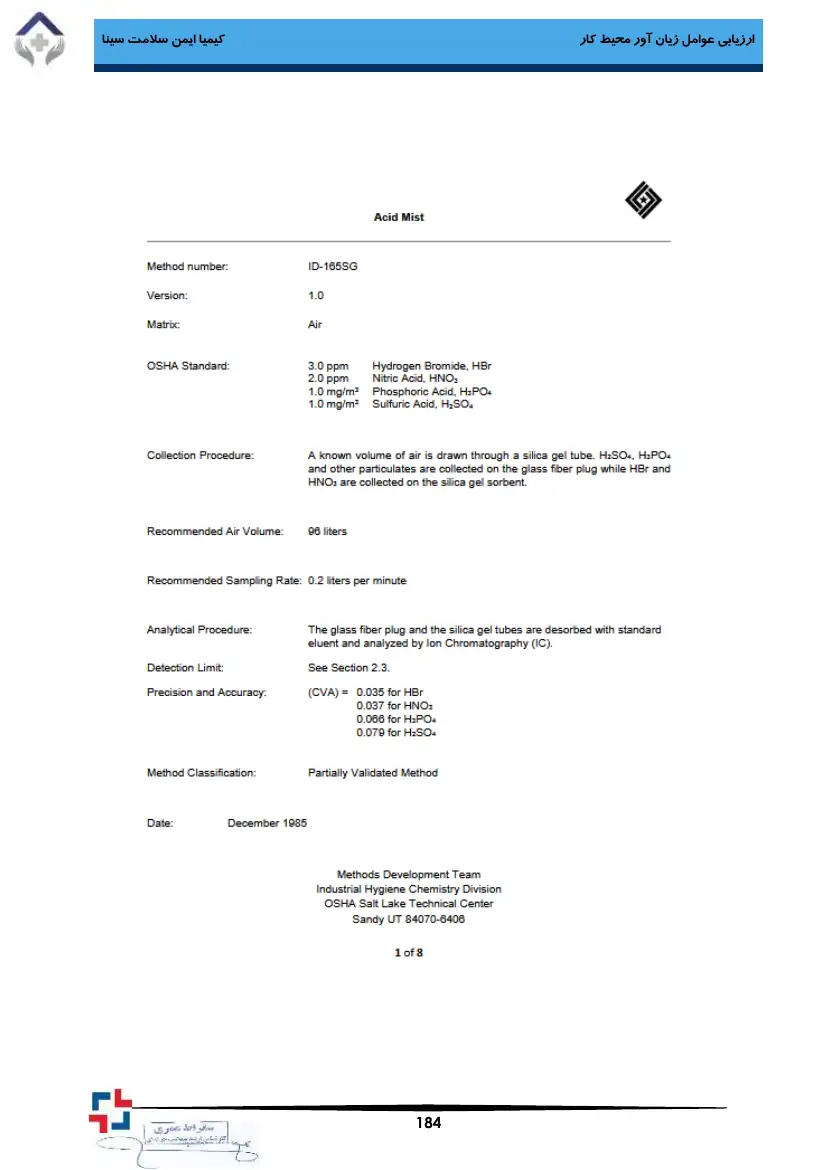 ارزیابی عوامل زیان آور محیط کار
کیمیا ایمن سلامت سینا
Acid Mist
Method number: ID-165SG
Version: 1.0
Matrix: Air
OSHA Standard: 3.0 ppm Hydrogen Bromide, HBr
2.0 ppm Nitric Acid, HNO₃
1.0 mg/m³ Phosphoric Acid, H₃PO₄
1.0 mg/m³ Sulfuric Acid, H₂SO₄
Collection Procedure: A known volume of air is drawn through a silica gel tube. H₂SO₄, H₃PO₄
and other particulates are collected on the glass fiber plug while HBr and
HNO₃ are collected on the silica gel sorbent.
Recommended Air Volume: 96 liters
Recommended Sampling Rate: 0.2 liters per minute
Analytical Procedure: The glass fiber plug and the silica gel tubes are desorbed with standard
eluent and analyzed by Ion Chromatography (IC).
Detection Limit: See Section 2.3.
Precision and Accuracy: (CVA) = 0.035 for HBr
0.037 for HNO₃
0.066 for H₃PO₄
0.079 for H₂SO₄
Method Classification: Partially Validated Method
Date: December 1985
Methods Development Team
Industrial Hygiene Chemistry Division
OSHA Salt Lake Technical Center
Sandy UT 84070-6406
1 of 8
184